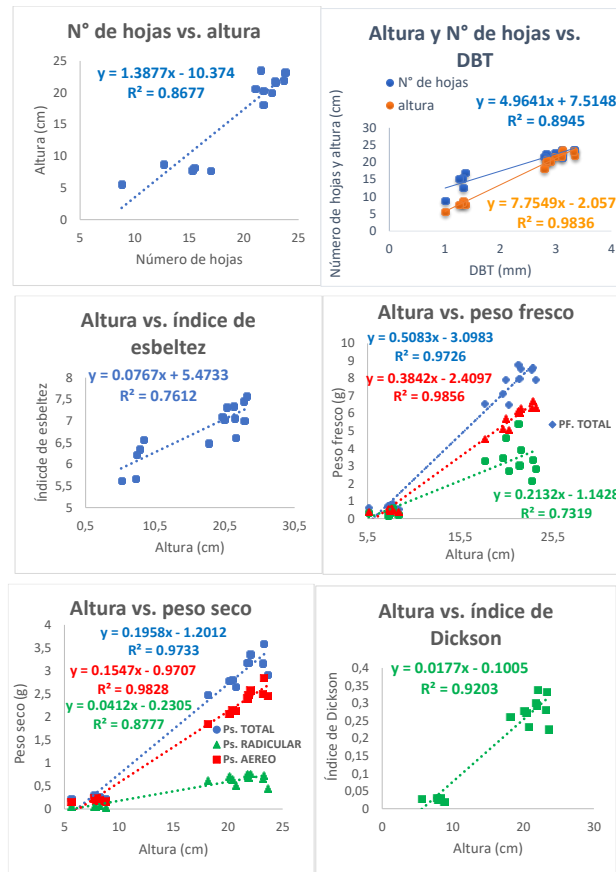 N° de hojas vs. altura
y = 1.3877x - 10.374
R² = 0.8677
Altura (cm)
25
20
15
10
5
0
0
5
10
15
20
25
Número de hojas
Altura y N° de hojas vs.
DBT
N° de hojas
altura
y = 4.9641x + 7.5148
R² = 0.8945
y = 7.7549x - 2.057
R² = 0.9836
Número de hojas y altura (cm)
30
25
20
15
10
5
0
0
1
2
3
4
DBT (mm)
Altura vs. índice de
esbeltez
y = 0.0767x + 5.4733
R² = 0.7612
Índicde de esbeltez
8
7,5
7
6,5
6
5,5
5
0,5
10,5
20,5
30,5
Altura (cm)
Altura vs. peso fresco
y = 0.5083x - 3.0983
R² = 0.9726
y = 0.3842x - 2.4097
R² = 0.9856
PF. TOTAL
y = 0.2132x - 1.1428
R² = 0.7319
Peso fresco (g)
10
9
8
7
6
5
4
3
2
1
0
5,5
15,5
25,5
Altura (cm)
Altura vs. peso seco
y = 0.1958x - 1.2012
R² = 0.9733
y = 0.1547x - 0.9707
R² = 0.9828
y = 0.0412x - 0.2305
R² = 0.8777
Ps. TOTAL
Ps. RADICULAR
Ps. AEREO
Peso seco (g)
4
3,5
3
2,5
2
1,5
1
0,5
0
5
10
15
20
25
Altura (cm)
Altura vs. índice de
Dickson
y = 0.0177x - 0.1005
R² = 0.9203
Índice de Dickson
0,4
0,35
0,3
0,25
0,2
0,15
0,1
0,05
0
0
10
20
30
Altura (cm)